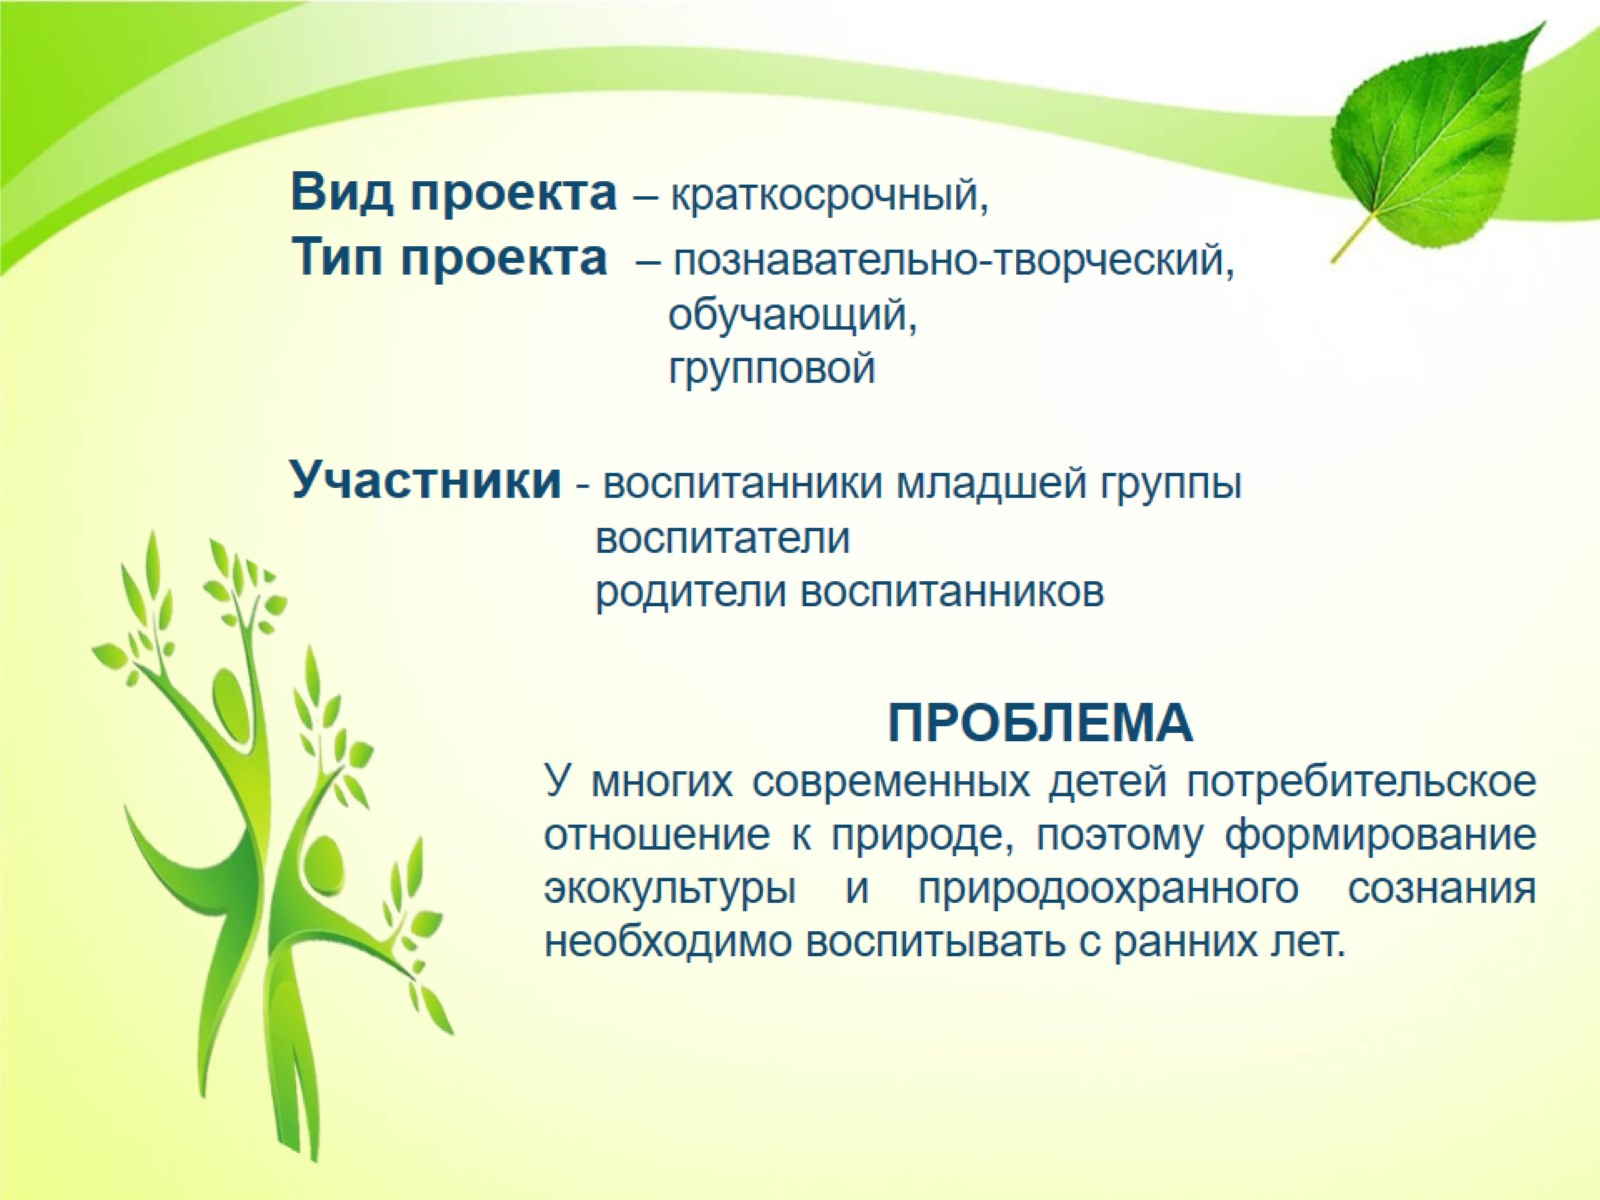 Вид проекта – краткосрочный,
Тип проекта – познавательно-творческий,
обучающий,
групповой
Участники - воспитанники младшей группы
воспитатели
родители воспитанников
ПРОБЛЕМА
У многих современных детей потребительское
отношение к природе, поэтому формирование
экокультуры и природоохранного сознания
необходимо воспитывать с ранних лет.